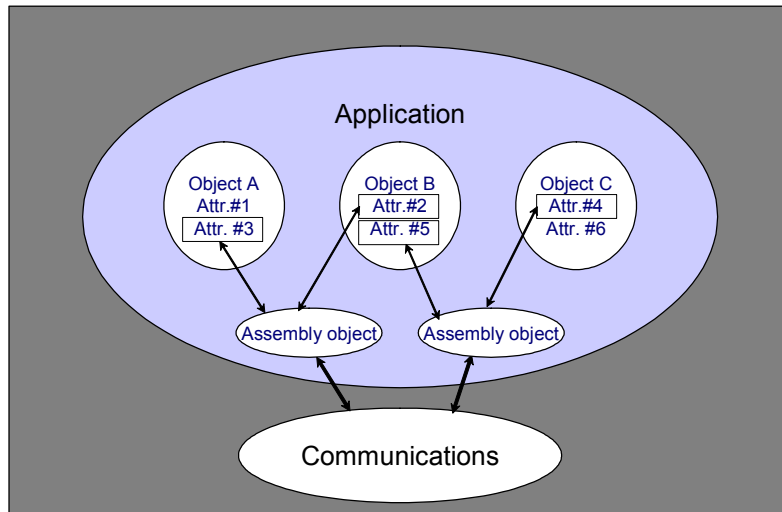 Application
Object A
Attr.#1
Attr. #3
Object B
Attr.#2
Attr. #5
Object C
Attr.#4
Attr. #6
Assembly object
Assembly object
Communications